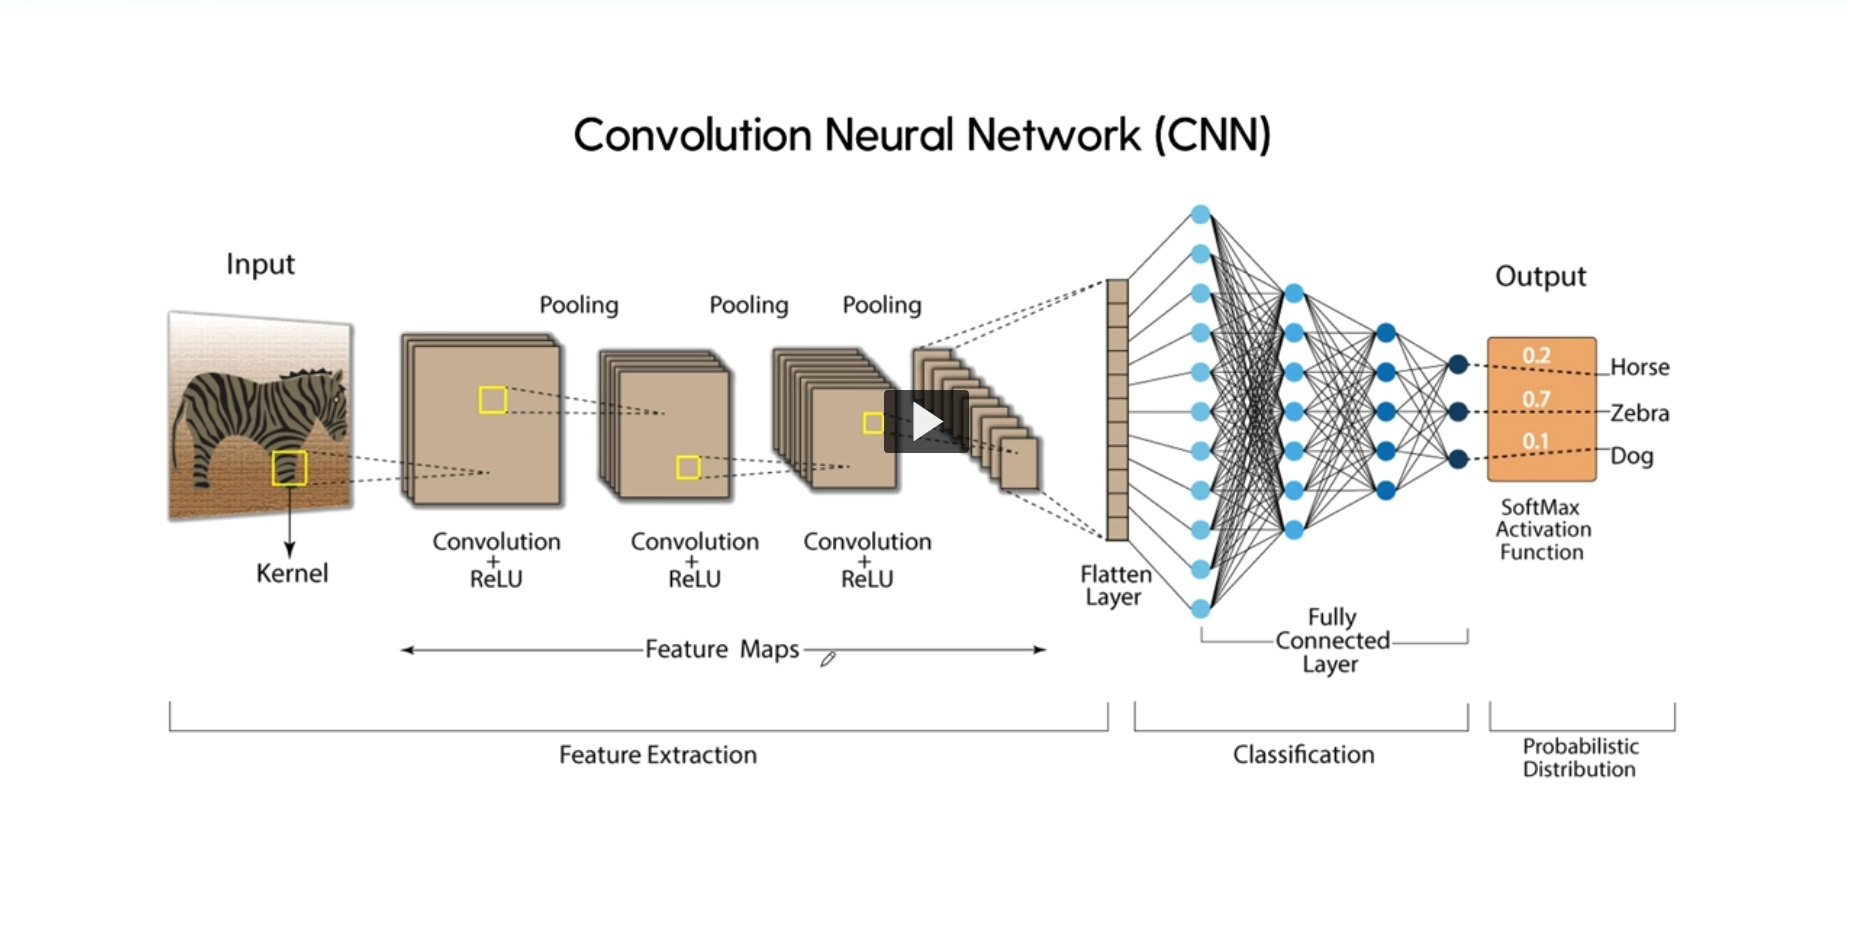 Convolution Neural Network (CNN)
Input
Output
Pooling
Pooling
Pooling
Kernel
Convolution
+
ReLU
Convolution
+
ReLU
Convolution
+
ReLU
Flatten
Layer
Fully
Connected
Layer
0.2
Horse
0.7
Zebra
0.1
Dog
SoftMax
Activation
Function
Feature Maps
Feature Extraction
Classification
Probabilistic
Distribution